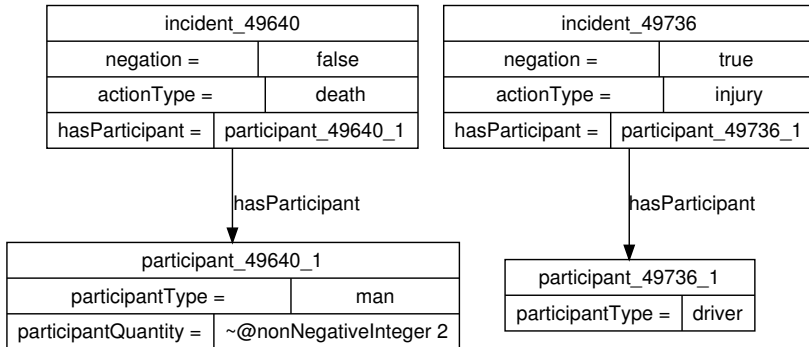 incident_49640
negation = false
actionType = death
hasParticipant = participant_49640_1
incident_49736
negation = true
actionType = injury
hasParticipant = participant_49736_1
hasParticipant
hasParticipant
participant_49640_1
participantType = man
participantQuantity = ~@nonNegativeInteger 2
participant_49736_1
participantType = driver